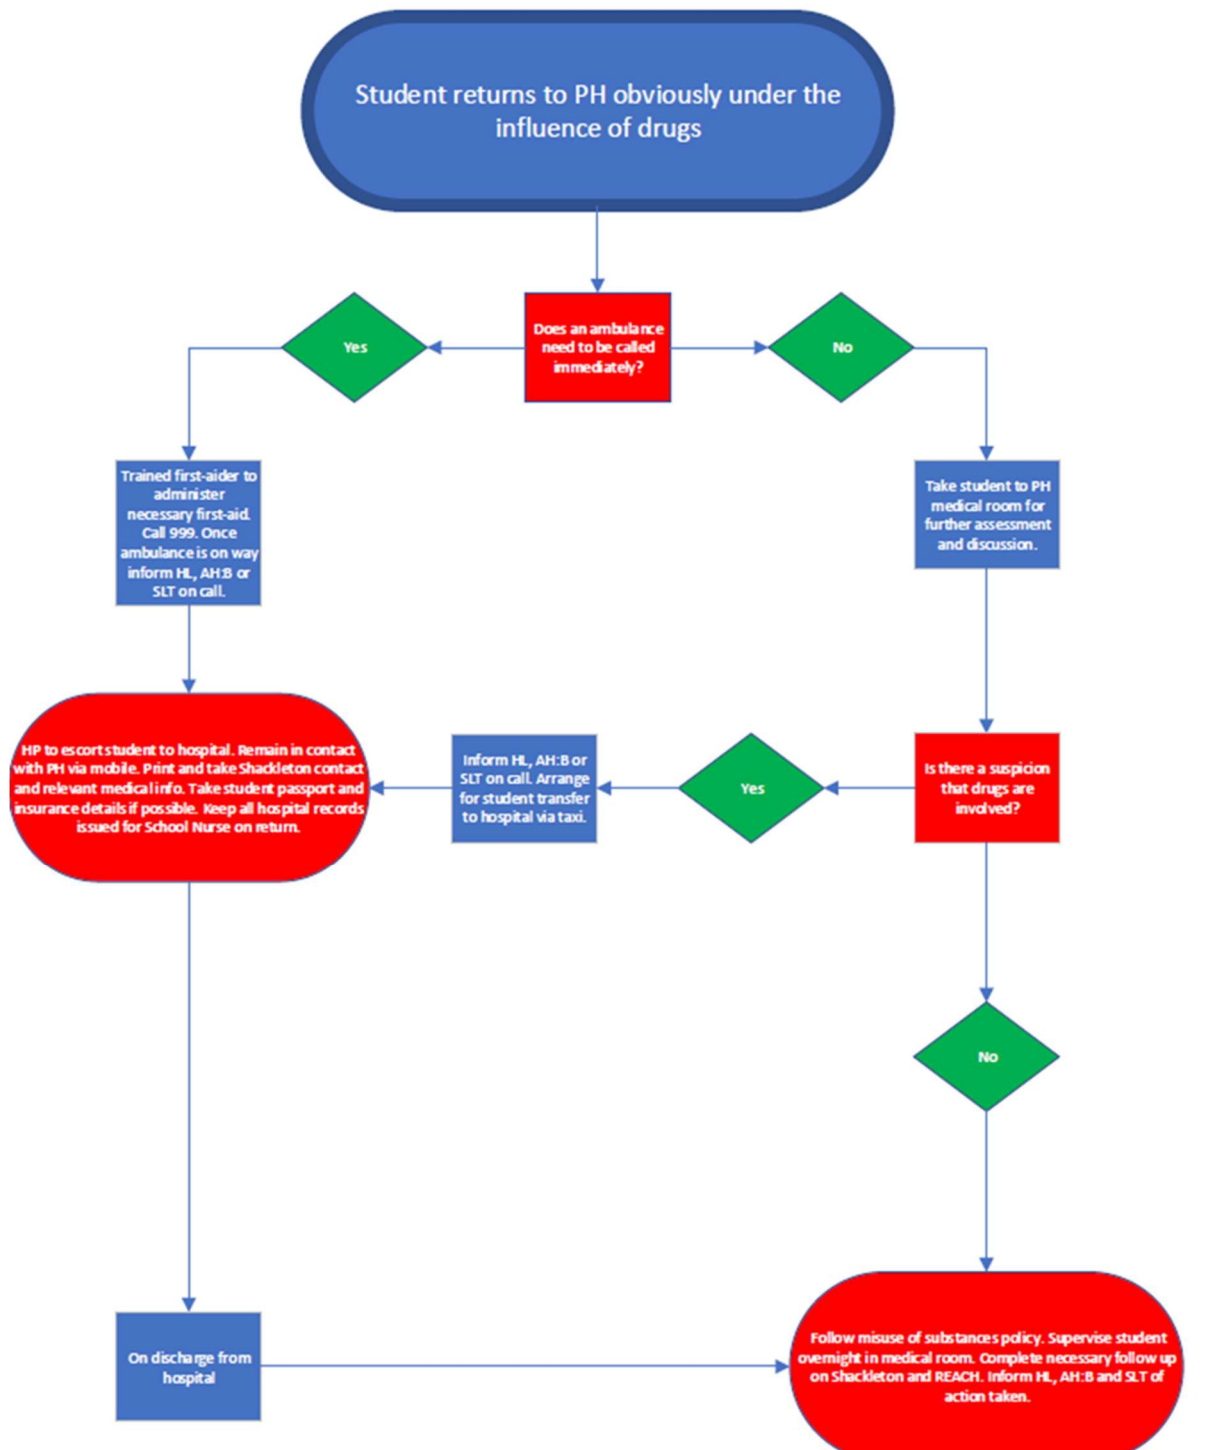 Student returns to PH obviously under the
influence of drugs
Does an ambulance
need to be called
immediately?
Yes
No
Trained first-aider to
administer
necessary first-aid.
Call 999. Once
ambulance is on way
inform HL, AH:B or
SLT on call.
Take student to PH
medical room for
further assessment
and discussion.
HP to escort student to hospital. Remain in contact
with PH via mobile. Print and take Shackleton contact
and relevant medical info. Take student passport and
insurance details if possible. Keep all hospital records
issued for School Nurse on return.
Inform HL, AH:B or
SLT on call. Arrange
for student transfer
to hospital via taxi.
Yes
Is there a suspicion
that drugs are
involved?
No
On discharge from
hospital
Follow misuse of substances policy. Supervise student
overnight in medical room. Complete necessary follow up
on Shackleton and REACH. Inform HL, AH:B and SLT of
action taken.